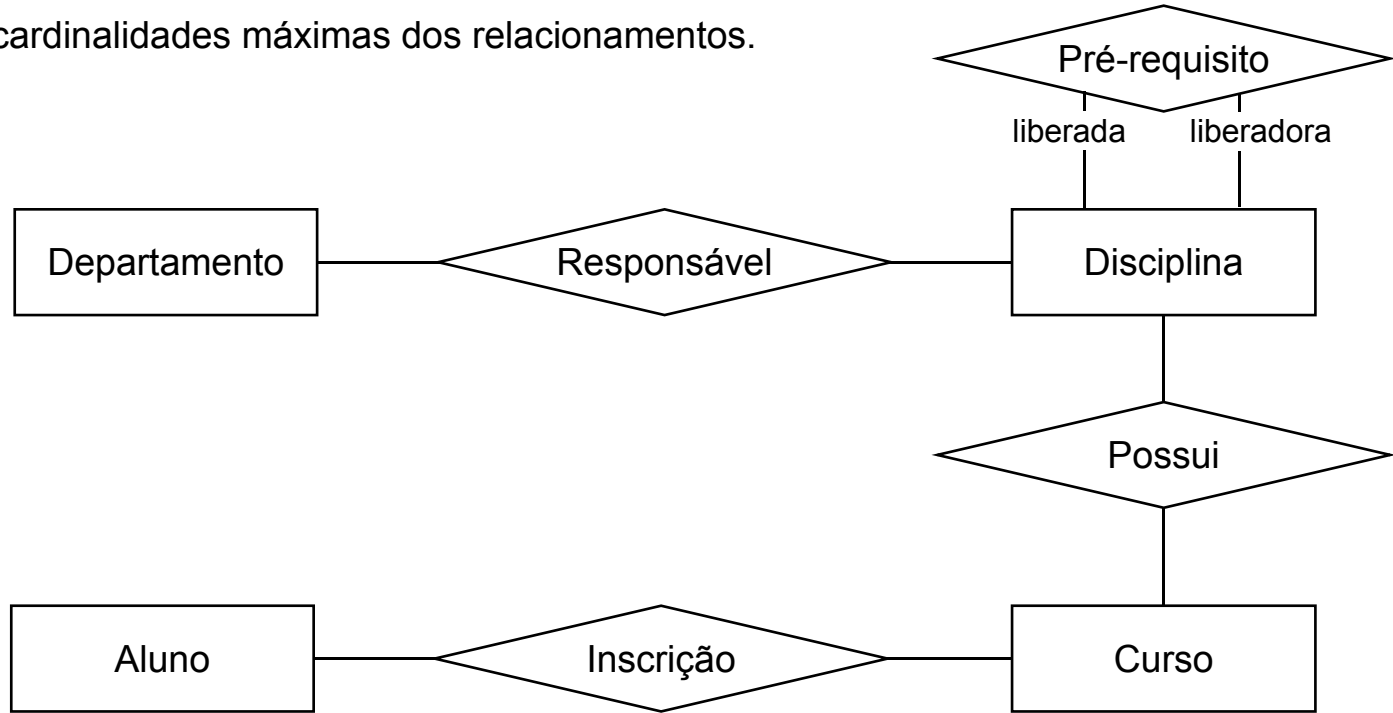 cardinalidades máximas dos relacionamentos.
Pré-requisito
liberada liberadora
Departamento Responsável Disciplina
Possui
Aluno Inscrição Curso